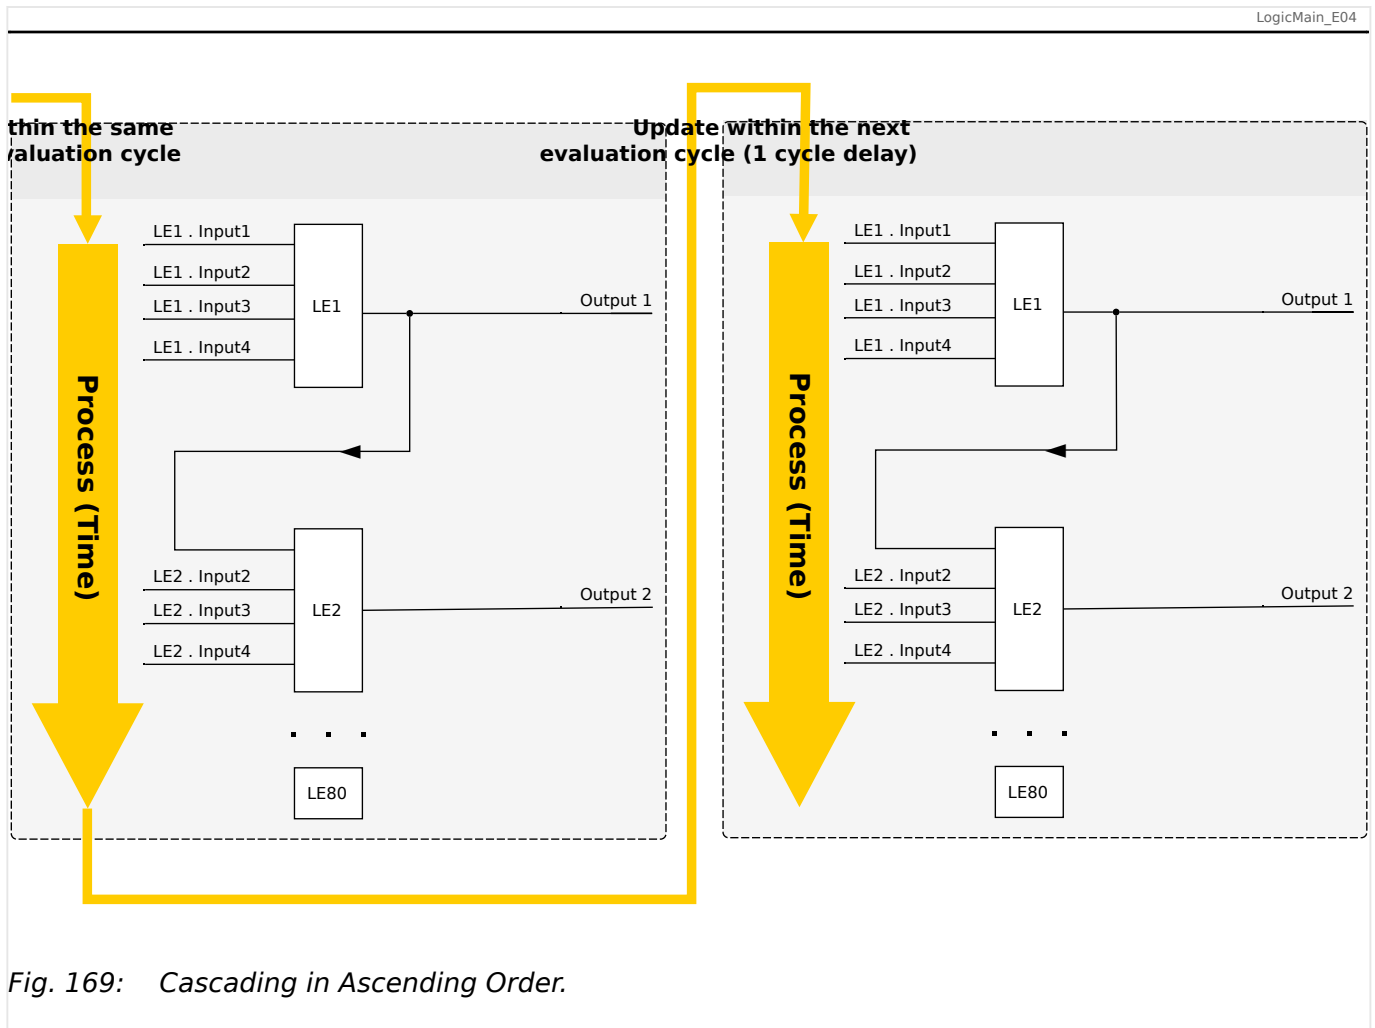 LogicMain_E04
thin the same
valuation cycle
Update within the next
evaluation cycle (1 cycle delay)
LE1 . Input1
LE1 . Input2
LE1 . Input3
LE1 . Input4
LE1
Output 1
Process (Time)
LE2 . Input2
LE2 . Input3
LE2 . Input4
LE2
Output 2
LE80
LE1 . Input1
LE1 . Input2
LE1 . Input3
LE1 . Input4
LE1
Output 1
Process (Time)
LE2 . Input2
LE2 . Input3
LE2 . Input4
LE2
Output 2
LE80
Fig. 169: Cascading in Ascending Order.